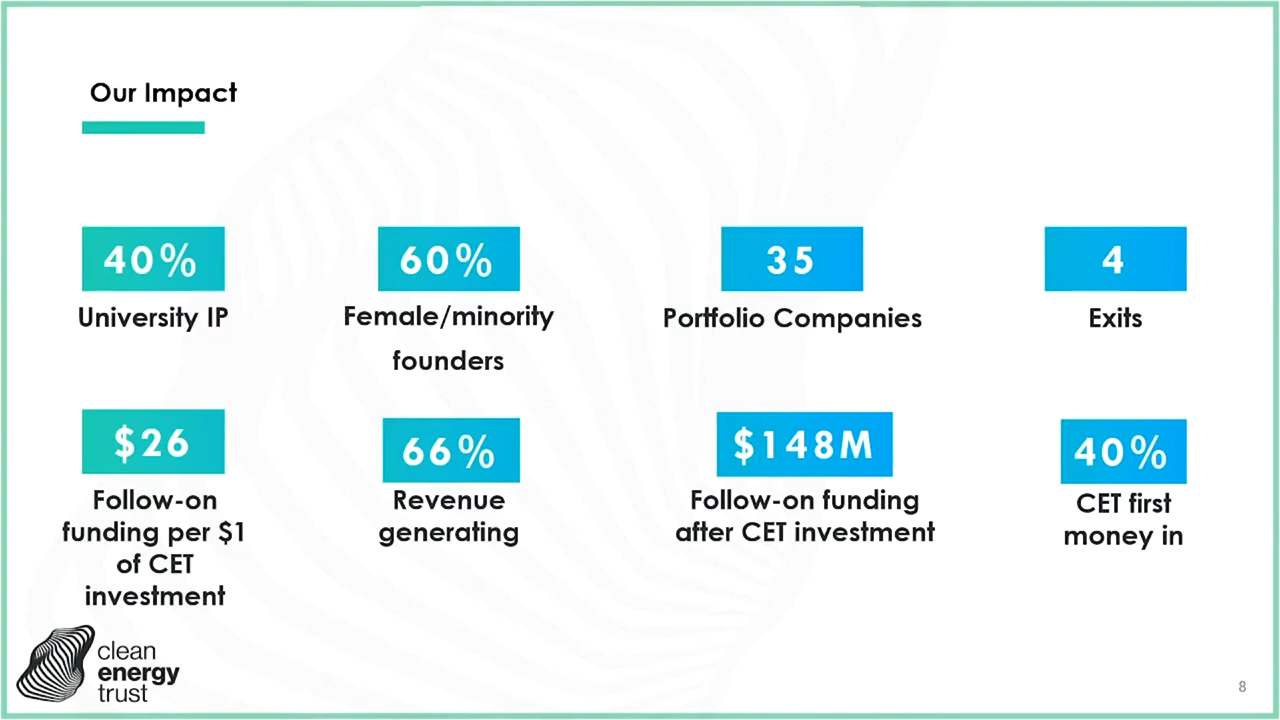 Our Impact
40%
University IP
60%
Female/minority
founders
35
Portfolio Companies
4
Exits
$26
Follow-on
funding per $1
of CET
investment
66%
Revenue
generating
$148M
Follow-on funding
after CET investment
40%
CET first
money in
clean
energy
trust
8